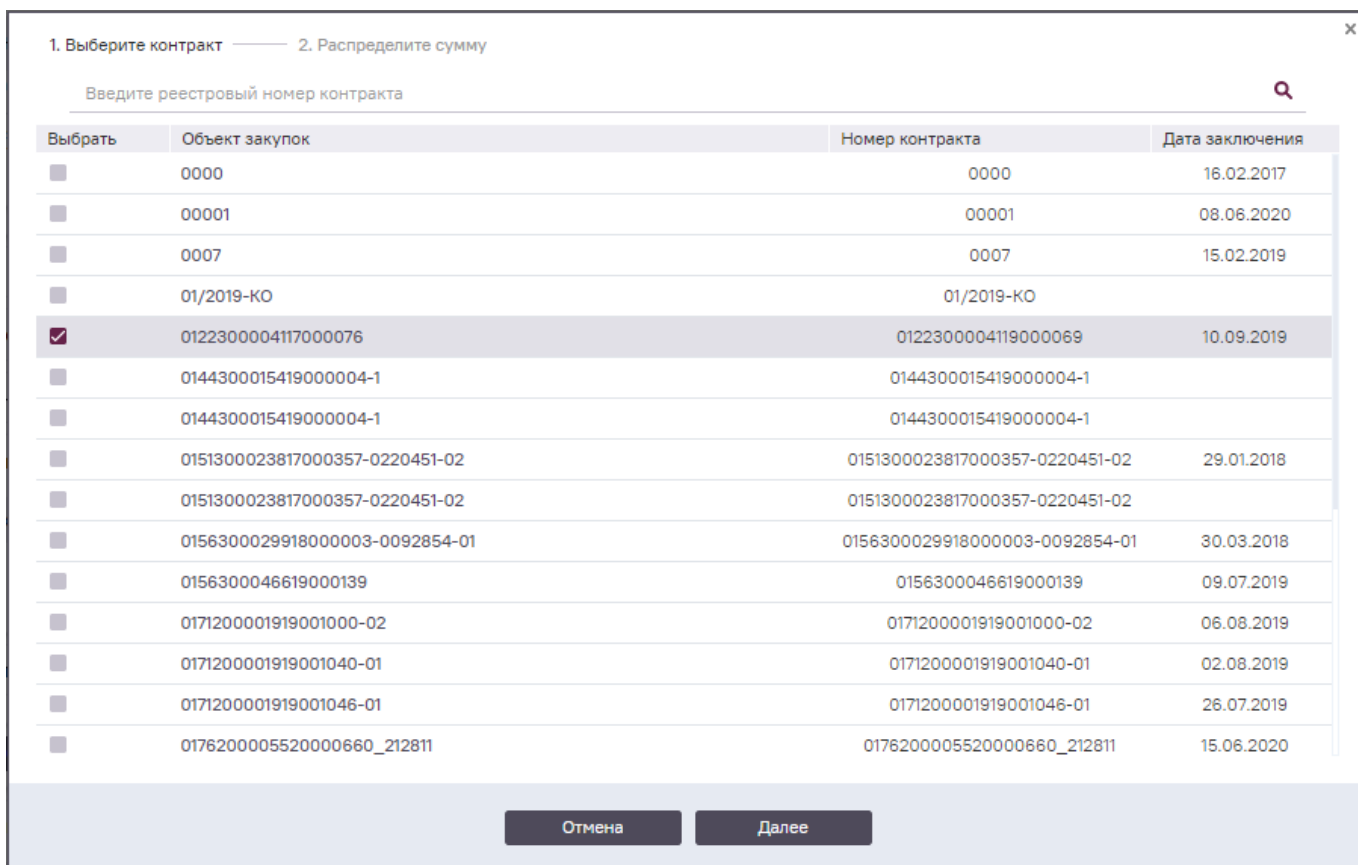 1. Выберите контракт 2. Распределите сумму
Введите реестровый номер контракта
Выбрать Объект закупок Номер контракта Дата заключения
0000 0000 16.02.2017
00001 00001 08.06.2020
0007 0007 15.02.2019
01/2019-КО 01/2019-КО
0122300004117000076 0122300004119000069 10.09.2019
0144300015419000004-1 0144300015419000004-1
0144300015419000004-1 0144300015419000004-1
0151300023817000357-0220451-02 0151300023817000357-0220451-02 29.01.2018
0151300023817000357-0220451-02 0151300023817000357-0220451-02
0156300029918000003-0092854-01 0156300029918000003-0092854-01 30.03.2018
0156300046619000139 0156300046619000139 09.07.2019
0171200001919001000-02 0171200001919001000-02 06.08.2019
0171200001919001040-01 0171200001919001040-01 02.08.2019
0171200001919001046-01 0171200001919001046-01 26.07.2019
0176200005520000660_212811 0176200005520000660_212811 15.06.2020
Отмена Далее